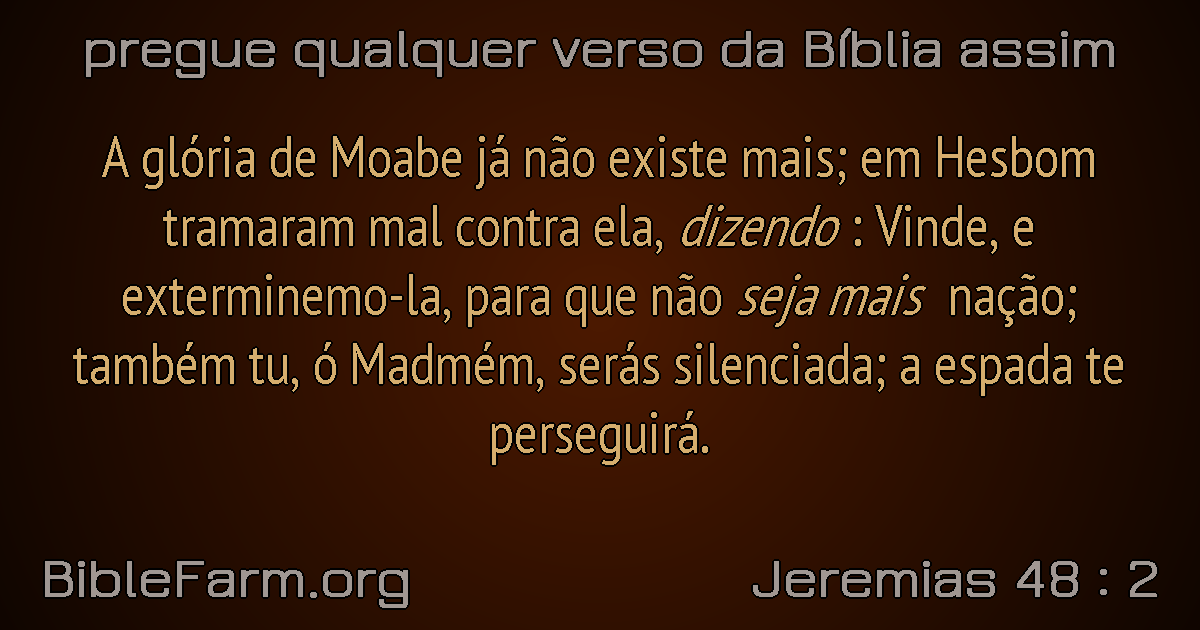 pregue qualquer verso da Bíblia assim
A glória de Moabe já não existe mais; em Hesbom
tramaram mal contra ela, dizendo : Vinde, e
exterminemo-la, para que não seja mais nação;
também tu, ó Madmém, serás silenciada; a espada te
perseguirá.
BibleFarm.org
Jeremias 48 : 2